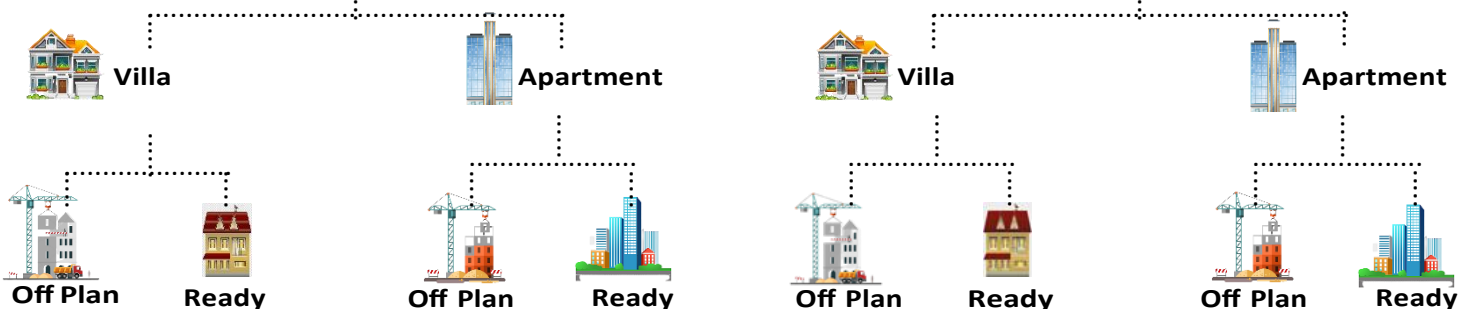 Villa
Apartment
Villa
Apartment
Off Plan
Ready
Off Plan
Ready
Off Plan
Ready
Off Plan
Ready